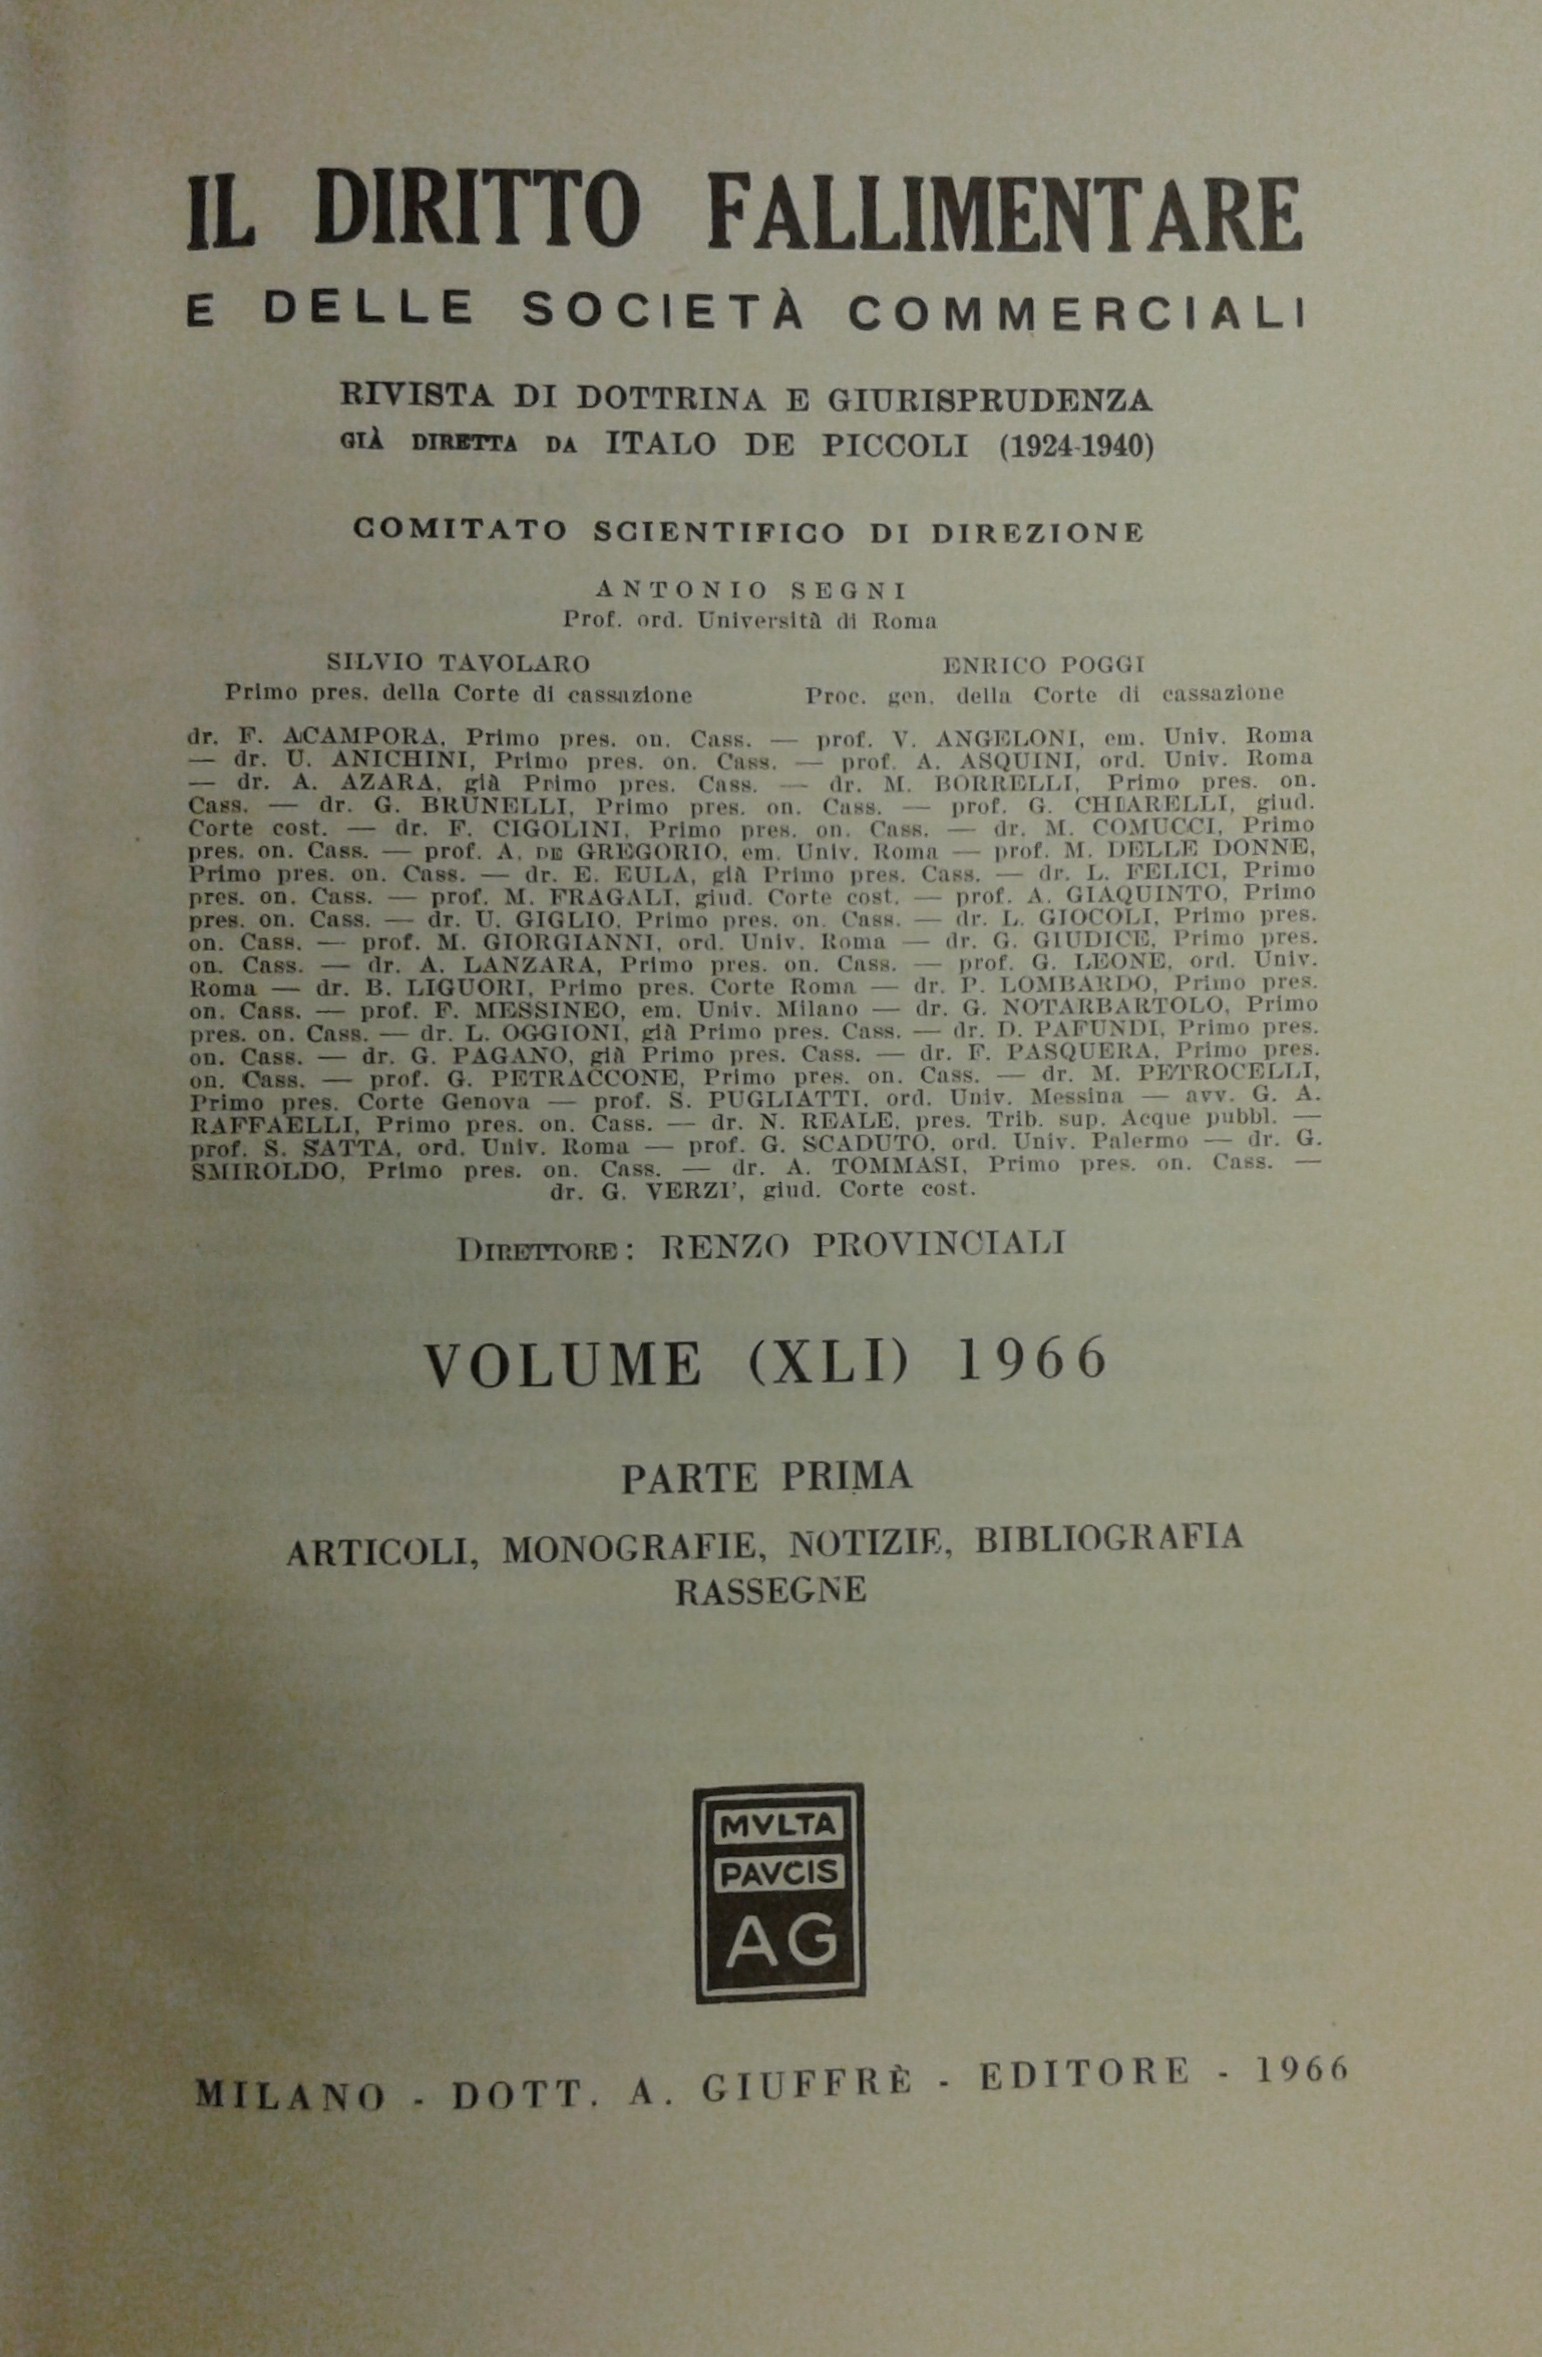 IL DIRITTO FALLIMENTARE
E DELLE SOCIETÀ COMMERCIALI
RIVISTA DI DOTTRINA E GIURISPRUDENZA
GIÀ DIRETTA DA ITALO DE PICCOLI (1924-1940)
COMITATO SCIENTIFICO DI DIREZIONE
ANTONIO SEGNI
Prof. ord. Università di Roma
SILVIO TAVOLARO
Primo pres. della Corte di cassazione
ENRICO POGGI
Proc. gen. della Corte di cassazione
dr. F. ACAMPORA, Primo pres. on. Cass. — prof. V. ANGELONI, em. Univ. Roma
— dr. U. ANICHINI, Primo pres. on. Cass. — prof. A. ASQUINI, ord. Univ. Roma
— dr. A. AZARA, già Primo pres. Cass. — dr. M. BORRELLI, Primo pres. on.
Cass. — dr. G. BRUNELLI, Primo pres. on. Cass. — prof. G. CHIARELLI, giud.
Corte cost. — dr. F. CIGOLINI, Primo pres. on. Cass. — dr. M. COMUCCI, Primo
pres. on. Cass. — prof. A. DE GREGORIO, em. Univ. Roma — prof. M. DELLE DONNE,
Primo pres. on. Cass. — dr. E. EULA, già Primo pres. Cass. — dr. L. FELICI, Primo
pres. on. Cass. — prof. M. FRAGALI, giud. Corte cost. — prof. A. GIAQUINTO, Primo
pres. on. Cass. — dr. U. GIGLIO, Primo pres. on. Cass. — dr. L. GIOCOLI, Primo pres.
on. Cass. — prof. M. GIORGIANNI, ord. Univ. Roma — dr. G. GIUDICE, Primo pres.
on. Cass. — dr. A. LANZARA, Primo pres. on. Cass. — prof. G. LEONE, ord. Univ.
Roma — dr. B. LIGUORI, Primo pres. Corte Roma — dr. P. LOMBARDO, Primo pres.
on. Cass. — prof. F. MESSINEO, em. Univ. Milano — dr. G. NOTARBARTOLO, Primo
pres. on. Cass. — dr. L. OGGIONI, già Primo pres. Cass. — dr. D. PAFUNDI, Primo pres.
on. Cass. — dr. G. PAGANO, già Primo pres. Cass. — dr. F. PASQUERA, Primo pres.
on. Cass. — prof. G. PETRACCONE, Primo pres. on. Cass. — dr. M. PETROCELLI,
Primo pres. Corte Genova — prof. S. PUGLIATTI, ord. Univ. Messina — avv. G. A.
RAFFAELLI, Primo pres. on. Cass. — dr. N. REALE, pres. Trib. sup. Acque pubbl. —
prof. S. SATTA, ord. Univ. Roma — prof. G. SCADUTO, ord. Univ. Palermo — dr. G.
SMIROLDO, Primo pres. on. Cass. — dr. A. TOMMASI, Primo pres. on. Cass. —
dr. G. VERZI', giud. Corte cost.
DIRETTORE: RENZO PROVINCIALI
VOLUME (XLI) 1966
PARTE PRIMA
ARTICOLI, MONOGRAFIE, NOTIZIE, BIBLIOGRAFIA
RASSEGNE
MVLTA
PAVCIS
AG
MILANO - DOTT. A. GIUFFRÈ - EDITORE - 1966